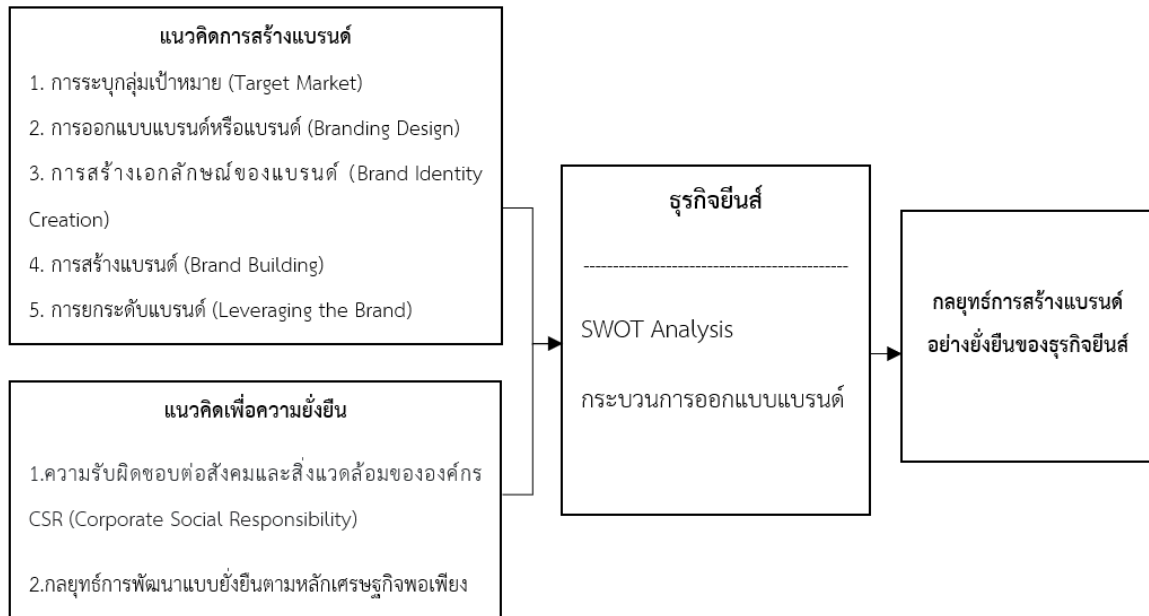 แนวคิดการสร้างแบรนด์
1. การระบุกลุ่มเป้าหมาย (Target Market)
2. การออกแบบแบรนด์หรือแบรนด์ (Branding Design)
3. การสร้างเอกลักษณ์ของแบรนด์ (Brand Identity
Creation)
4. การสร้างแบรนด์ (Brand Building)
5. การยกระดับแบรนด์ (Leveraging the Brand)
แนวคิดเพื่อความยั่งยืน
1.ความรับผิดชอบต่อสังคมและสิ่งแวดล้อมขององค์กร
CSR (Corporate Social Responsibility)
2.กลยุทธ์การพัฒนาแบบยั่งยืนตามหลักเศรษฐกิจพอเพียง
ธุรกิจยีนส์
SWOT Analysis
กระบวนการออกแบบแบรนด์
กลยุทธ์การสร้างแบรนด์
อย่างยั่งยืนของธุรกิจยีนส์